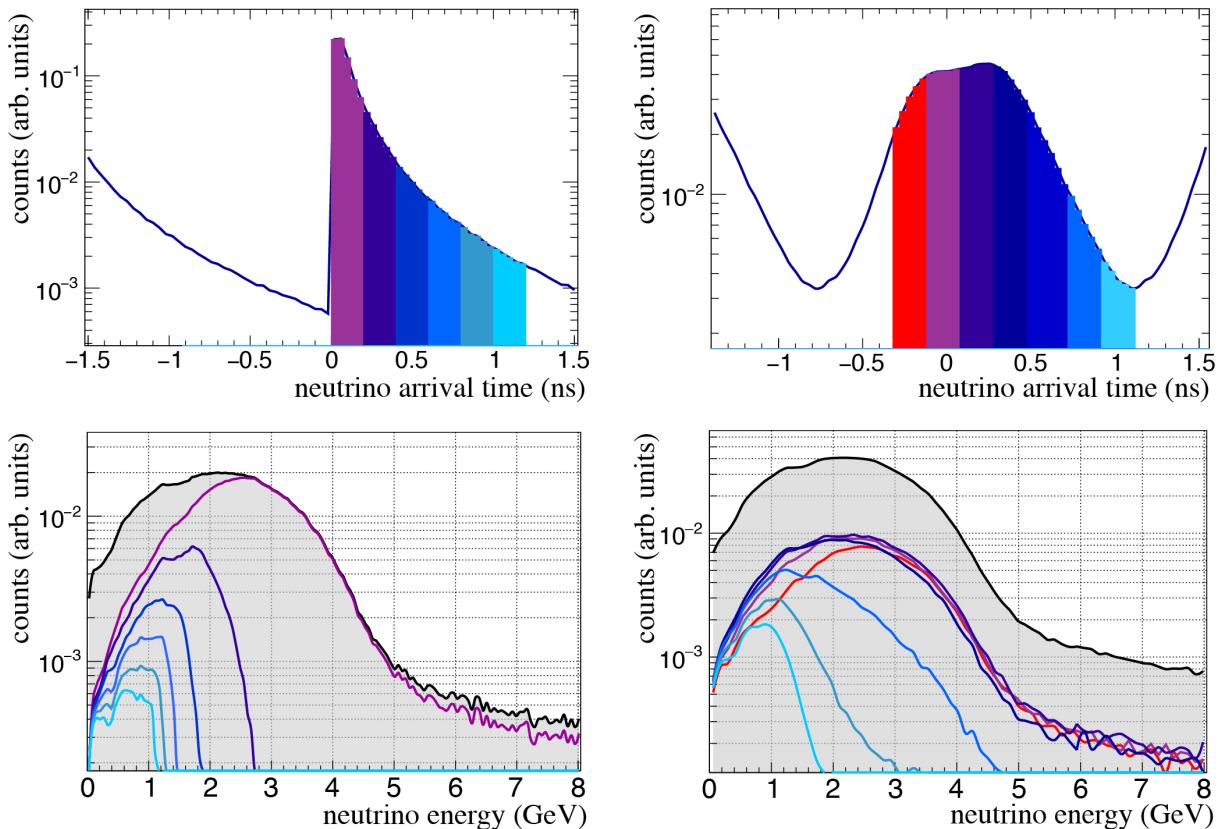 counts (arb. units)
10⁻¹
10⁻²
10⁻³
−1.5 −1 −0.5 0 0.5 1 1.5
neutrino arrival time (ns)
counts (arb. units)
10⁻²
−1 −0.5 0 0.5 1 1.5
neutrino arrival time (ns)
counts (arb. units)
10⁻²
10⁻³
0 1 2 3 4 5 6 7 8
neutrino energy (GeV)
counts (arb. units)
10⁻²
10⁻³
0 1 2 3 4 5 6 7 8
neutrino energy (GeV)